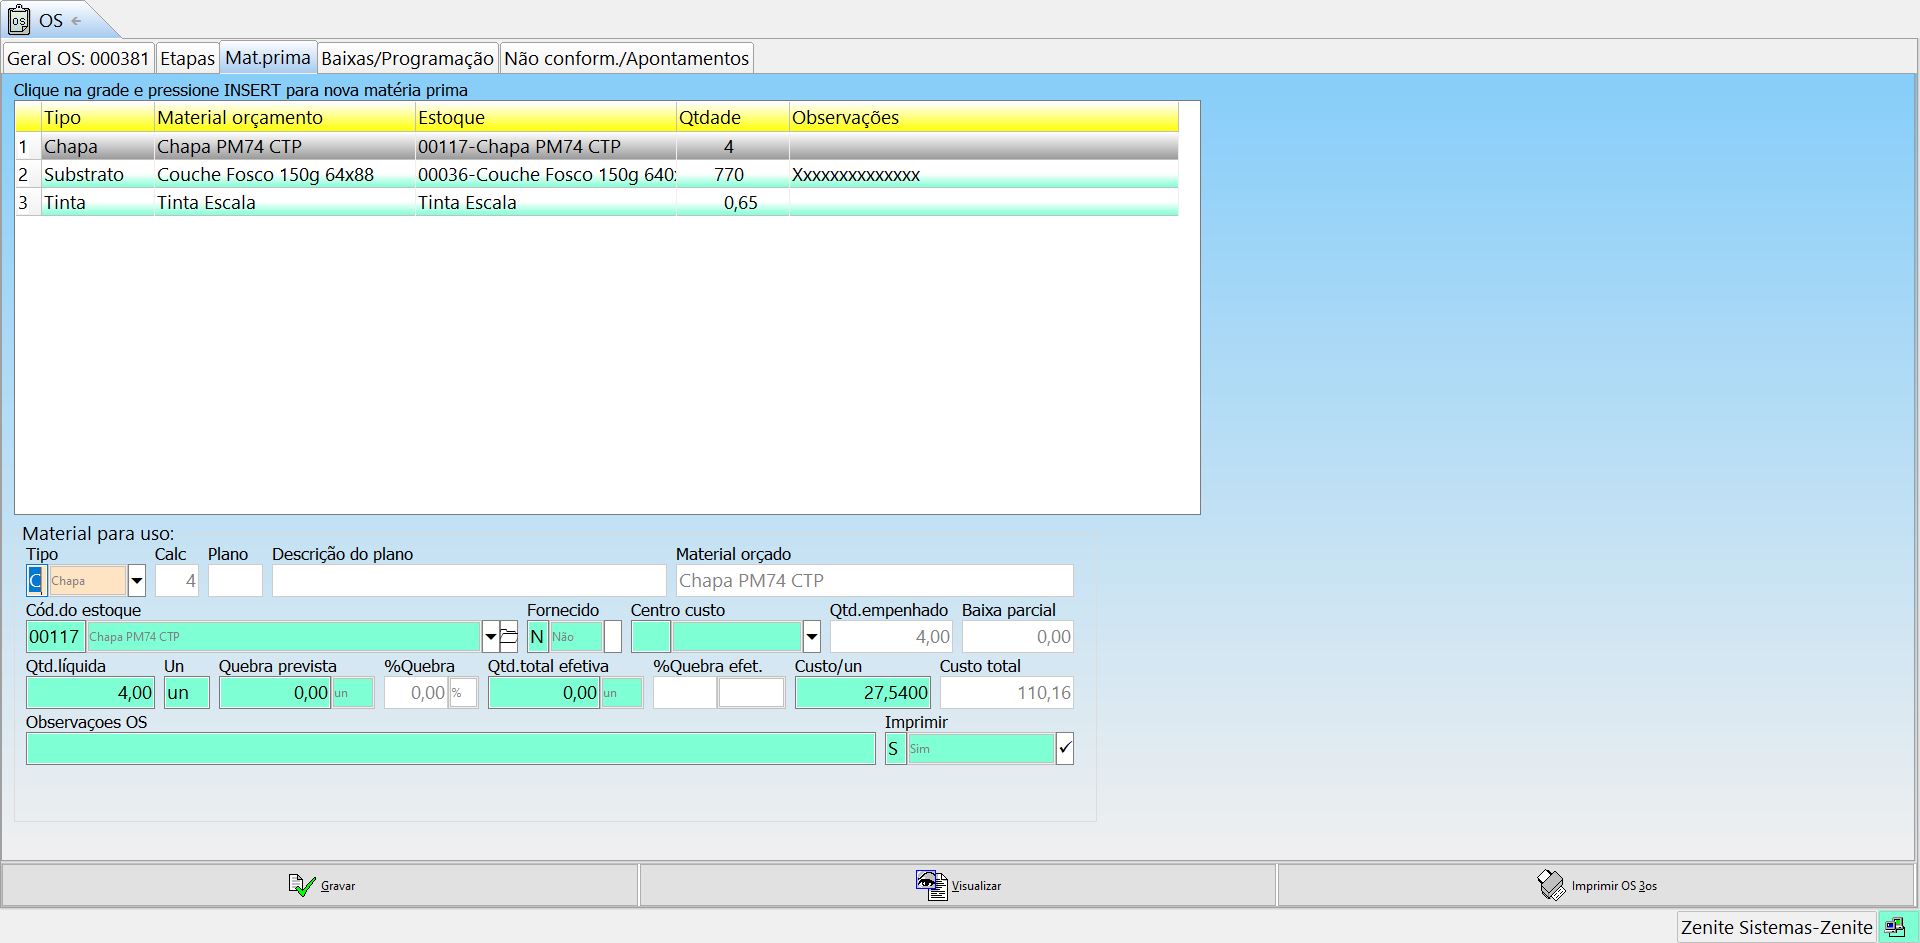 OS
Geral OS: 000381 Etapas Mat.prima Baixas/Programação Não conform./Apontamentos
Clique na grade e pressione INSERT para nova matéria prima
Tipo Material orçamento Estoque Qtdade Observações
1 Chapa Chapa PM74 CTP 00117-Chapa PM74 CTP 4
2 Substrato Couche Fosco 150g 64x88 00036-Couche Fosco 150g 640 770 Xxxxxxxxxxxxxx
3 Tinta Tinta Escala Tinta Escala 0,65
Material para uso:
Tipo Calc Plano Descrição do plano Material orçado
C Chapa 4 Chapa PM74 CTP
Cód.do estoque Fornecido Centro custo Qtd.empenhado Baixa parcial
00117 Chapa PM74 CTP N Não 4,00 0,00
Qtd.líquida Un Quebra prevista %Quebra Qtd.total efetiva %Quebra efet. Custo/un Custo total
4,00 un 0,00 un 0,00 % 0,00 un 27,5400 110,16
Observaçoes OS Imprimir
S Sim
Gravar Visualizar Imprimir OS 3os
Zenite Sistemas-Zenite